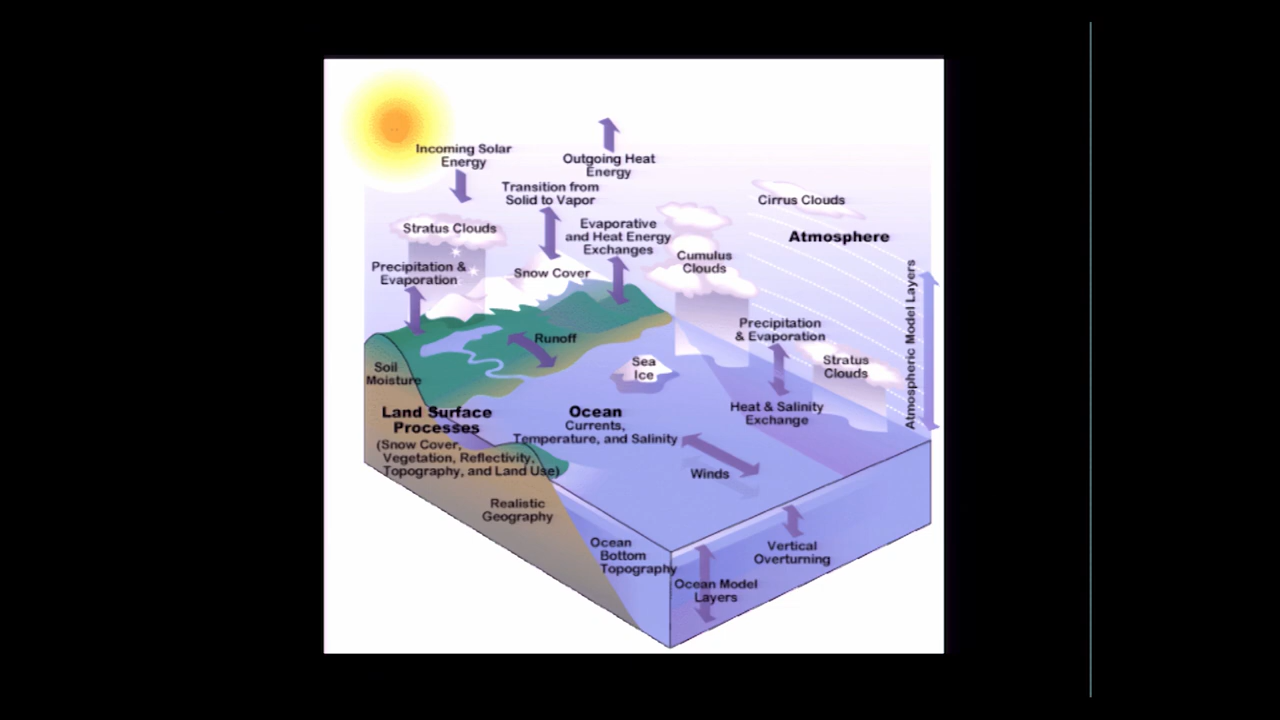 Incoming Solar
Energy
Outgoing Heat
Energy
Transition from
Solid to Vapor
Cirrus Clouds
Stratus Clouds
Evaporative
and Heat Energy
Exchanges
Atmosphere
Cumulus
Clouds
Precipitation &
Evaporation
Snow Cover
Atmospheric Model Layers
Precipitation
& Evaporation
Runoff
Sea
Ice
Stratus
Clouds
Soil
Moisture
Heat & Salinity
Exchange
Land Surface
Processes
(Snow Cover,
Vegetation, Reflectivity,
Topography, and Land Use)
Ocean
Currents,
Temperature, and Salinity
Winds
Realistic
Geography
Ocean
Bottom
Topography
Vertical
Overturning
Ocean Model
Layers